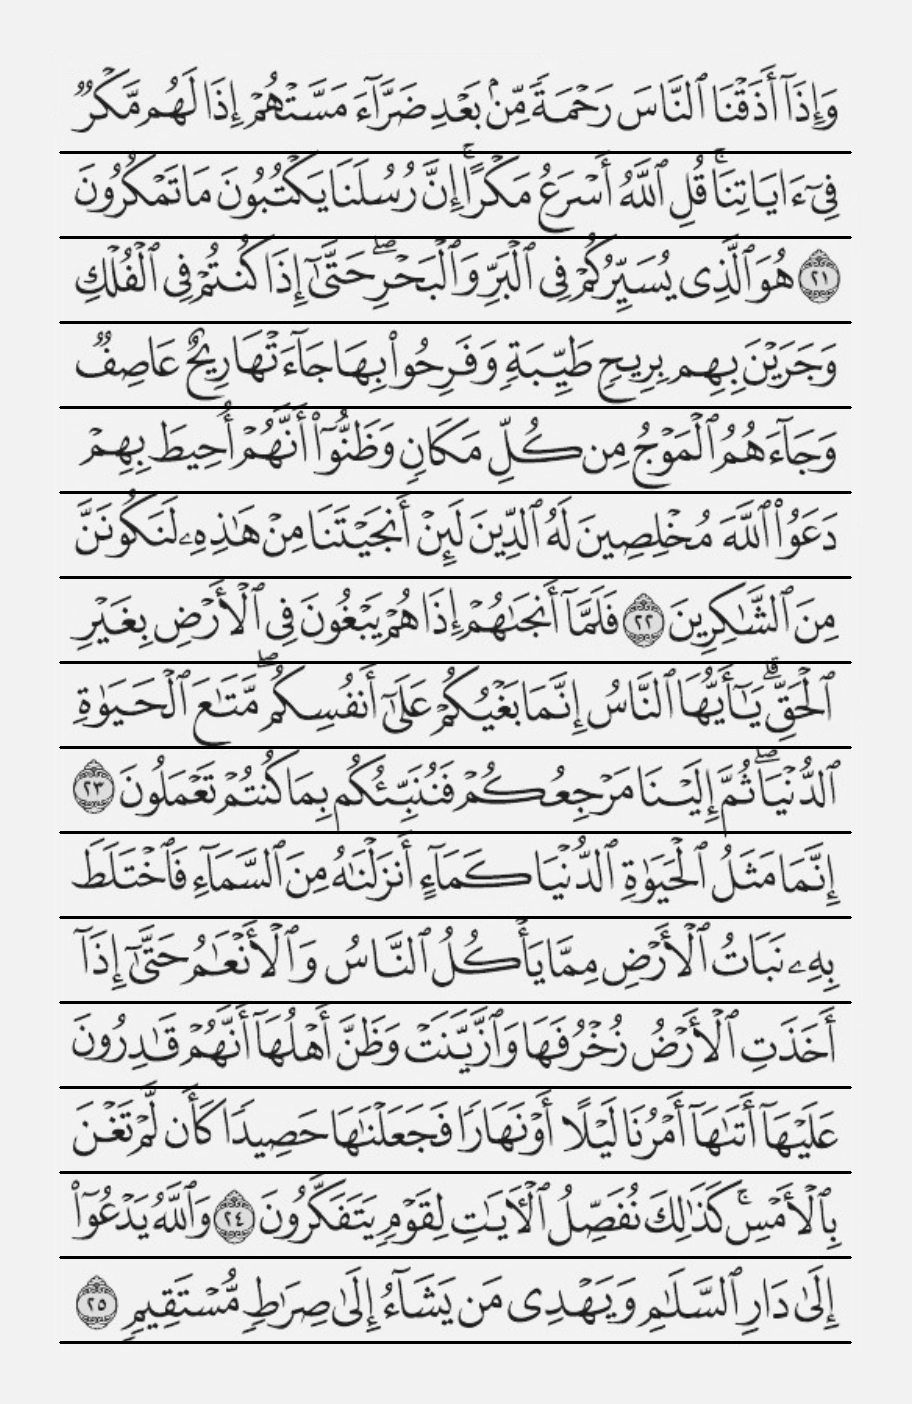 وَإِذَآ أَذَقۡنَا ٱلنَّاسَ رَحۡمَةٗ مِّنۢ بَعۡدِ ضَرَّآءَ مَسَّتۡهُمۡ إِذَا لَهُم مَّكۡرٞ
فِيٓ ءَايَاتِنَاۚ قُلِ ٱللَّهُ أَسۡرَعُ مَكۡرًاۚ إِنَّ رُسُلَنَا يَكۡتُبُونَ مَا تَمۡكُرُونَ
٢١ هُوَ ٱلَّذِي يُسَيِّرُكُمۡ فِي ٱلۡبَرِّ وَٱلۡبَحۡرِۖ حَتَّىٰٓ إِذَا كُنتُمۡ فِي ٱلۡفُلۡكِ
وَجَرَيۡنَ بِهِم بِرِيحٖ طَيِّبَةٖ وَفَرِحُواْ بِهَا جَآءَتۡهَا رِيحٌ عَاصِفٞ
وَجَآءَهُمُ ٱلۡمَوۡجُ مِن كُلِّ مَكَانٖ وَظَنُّوٓاْ أَنَّهُمۡ أُحِيطَ بِهِمۡ
دَعَوُاْ ٱللَّهَ مُخۡلِصِينَ لَهُ ٱلدِّينَ لَئِنۡ أَنجَيۡتَنَا مِنۡ هَٰذِهِۦ لَنَكُونَنَّ
مِنَ ٱلشَّٰكِرِينَ ٢٢ فَلَمَّآ أَنجَىٰهُمۡ إِذَا هُمۡ يَبۡغُونَ فِي ٱلۡأَرۡضِ بِغَيۡرِ
ٱلۡحَقِّۗ يَٰٓأَيُّهَا ٱلنَّاسُ إِنَّمَا بَغۡيُكُمۡ عَلَىٰٓ أَنفُسِكُمۖ مَّتَٰعَ ٱلۡحَيَوٰةِ
ٱلدُّنۡيَاۖ ثُمَّ إِلَيۡنَا مَرۡجِعُكُمۡ فَنُنَبِّئُكُم بِمَا كُنتُمۡ تَعۡمَلُونَ ٢٣
إِنَّمَا مَثَلُ ٱلۡحَيَوٰةِ ٱلدُّنۡيَا كَمَآءٍ أَنزَلۡنَٰهُ مِنَ ٱلسَّمَآءِ فَٱخۡتَلَطَ
بِهِۦ نَبَاتُ ٱلۡأَرۡضِ مِمَّا يَأۡكُلُ ٱلنَّاسُ وَٱلۡأَنۡعَٰمُ حَتَّىٰٓ إِذَآ
أَخَذَتِ ٱلۡأَرۡضُ زُخۡرُفَهَا وَٱزَّيَّنَتۡ وَظَنَّ أَهۡلُهَآ أَنَّهُمۡ قَٰدِرُونَ
عَلَيۡهَآ أَتَىٰهَآ أَمۡرُنَا لَيۡلًا أَوۡ نَهَارٗا فَجَعَلۡنَٰهَا حَصِيدٗا كَأَن لَّمۡ تَغۡنَ
بِٱلۡأَمۡسِۚ كَذَٰلِكَ نُفَصِّلُ ٱلۡأٓيَٰتِ لِقَوۡمٖ يَتَفَكَّرُونَ ٢٤ وَٱللَّهُ يَدۡعُوٓاْ
إِلَىٰ دَارِ ٱلسَّلَٰمِ وَيَهۡدِي مَن يَشَآءُ إِلَىٰ صِرَٰطٖ مُّسۡتَقِيمٖ ٢٥